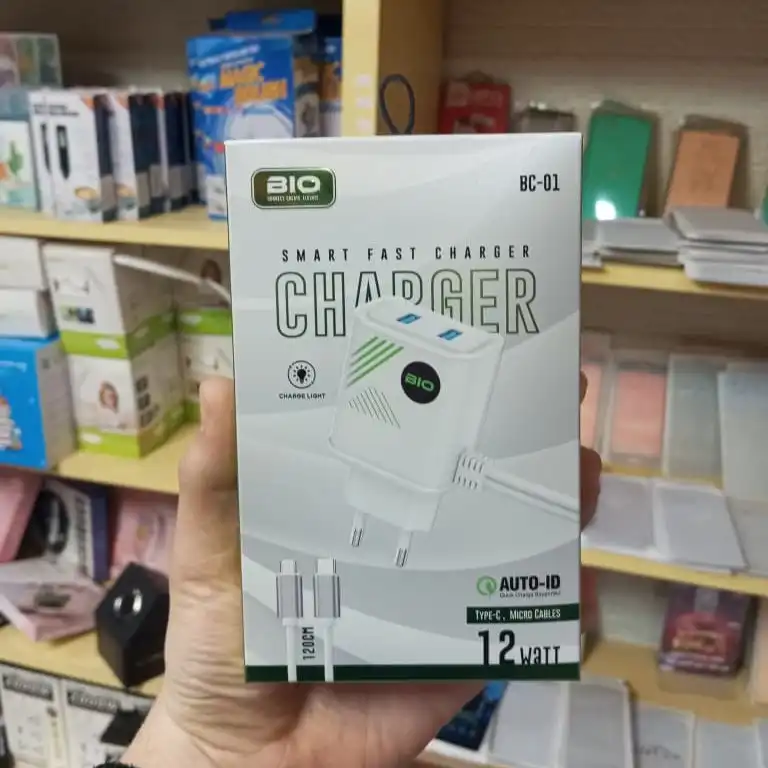 BIO
BC-01
SMART FAST CHARGER
CHARGER
BIO
CHARGE LIGHT
AUTO-ID
TYPE-C, MICRO CABLES
120CM
12 WATT